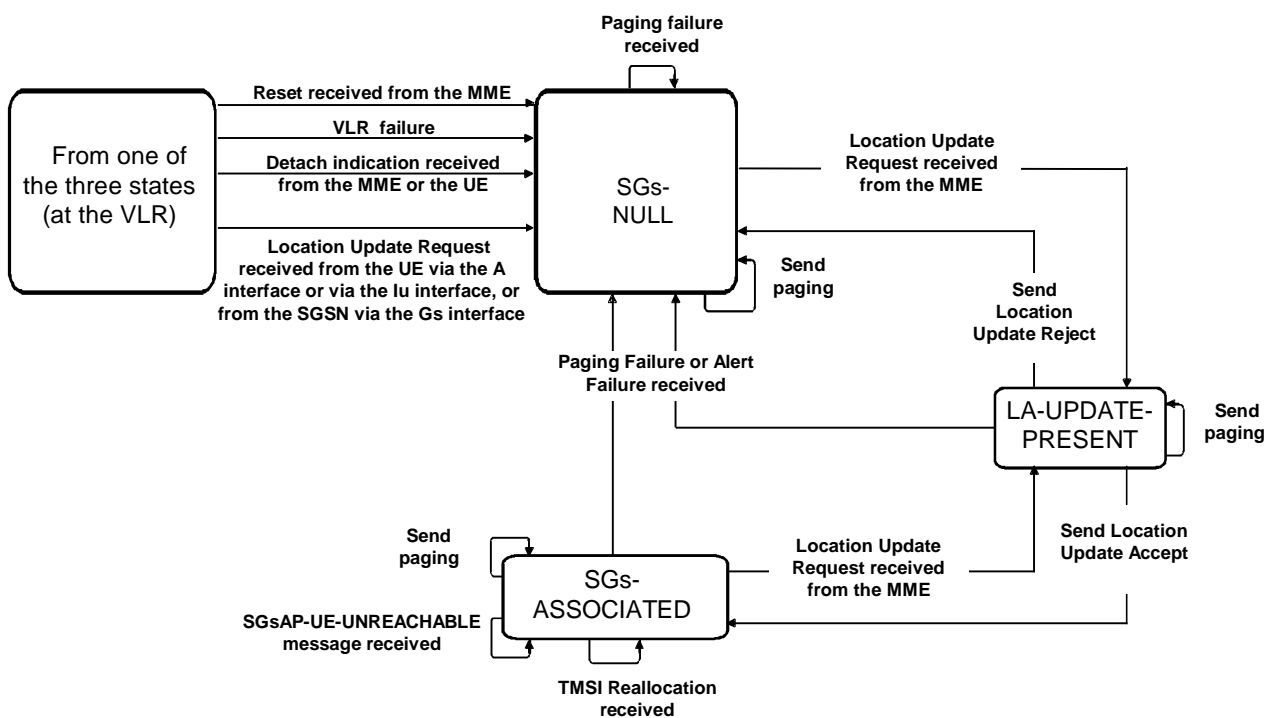 Paging failure
received
Reset received from the MME
VLR failure
Detach indication received
from the MME or the UE
Location Update Request
received from the UE via the A
interface or via the Iu interface, or
from the SGSN via the Gs interface
From one of
the three states
(at the VLR)
SGs-
NULL
Location Update
Request received
from the MME
Send
paging
Send
Location
Update Reject
Paging Failure or Alert
Failure received
LA-UPDATE-
PRESENT
Send
paging
Send
paging
SGs-
ASSOCIATED
Location Update
Request received
from the MME
Send Location
Update Accept
SGsAP-UE-UNREACHABLE
message received
TMSI Reallocation
received